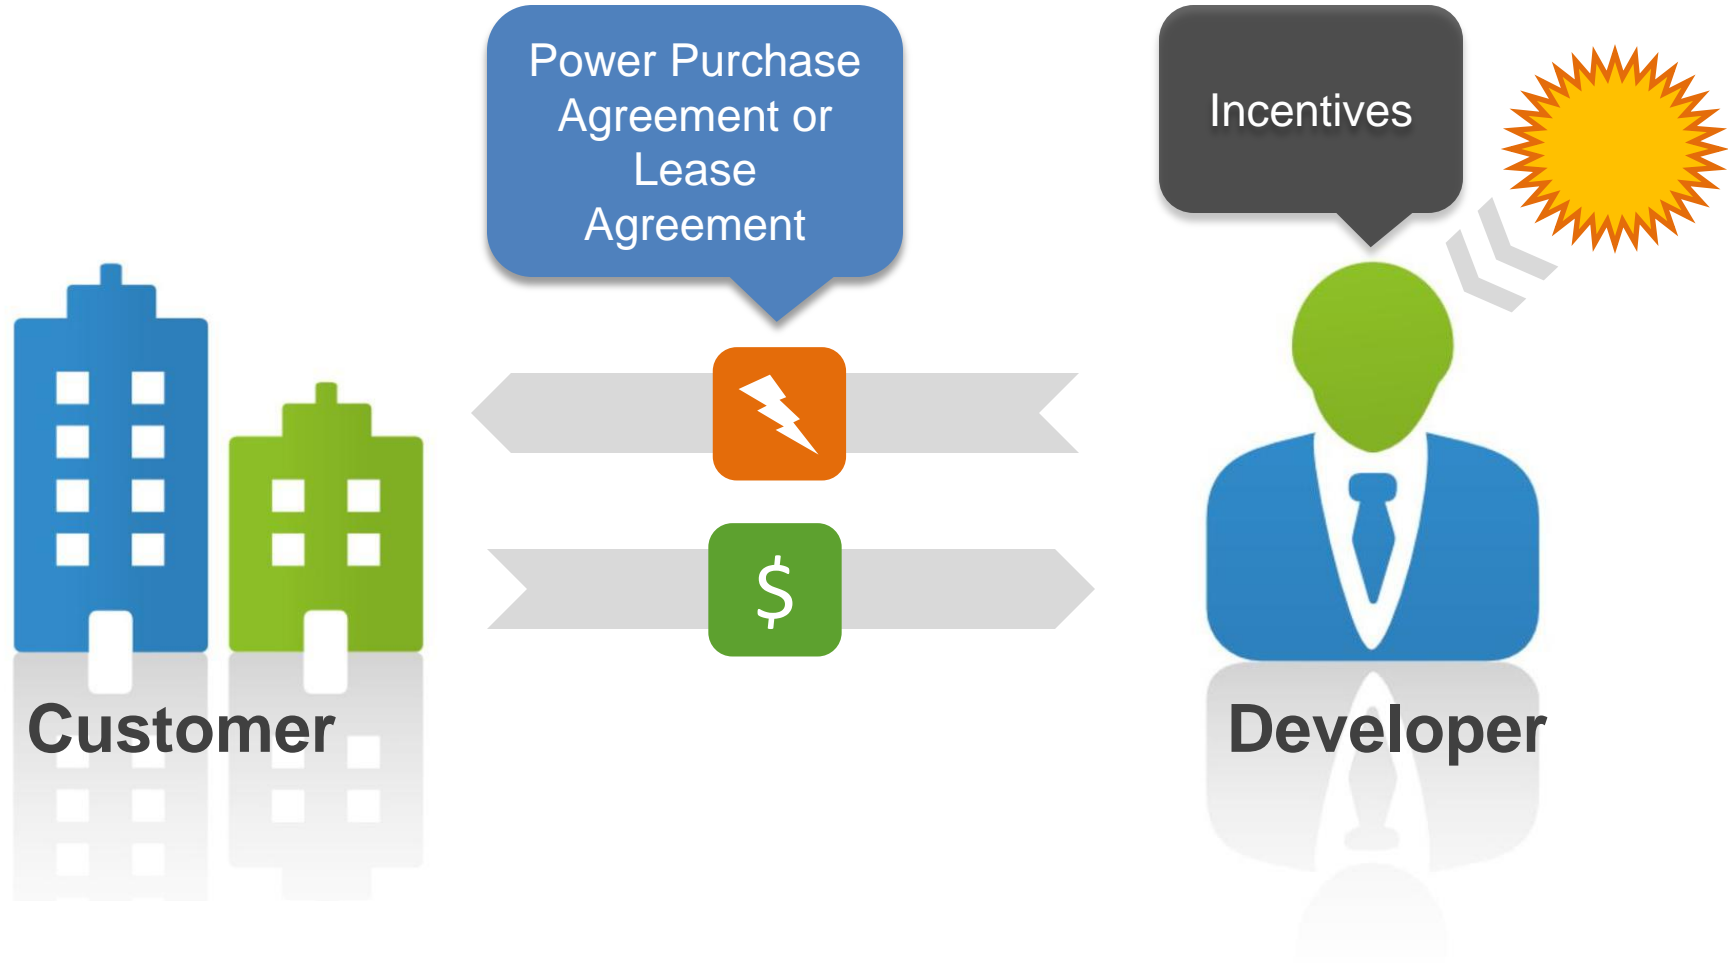 Power Purchase
Agreement or
Lease
Agreement
Incentives
$
Customer
Developer